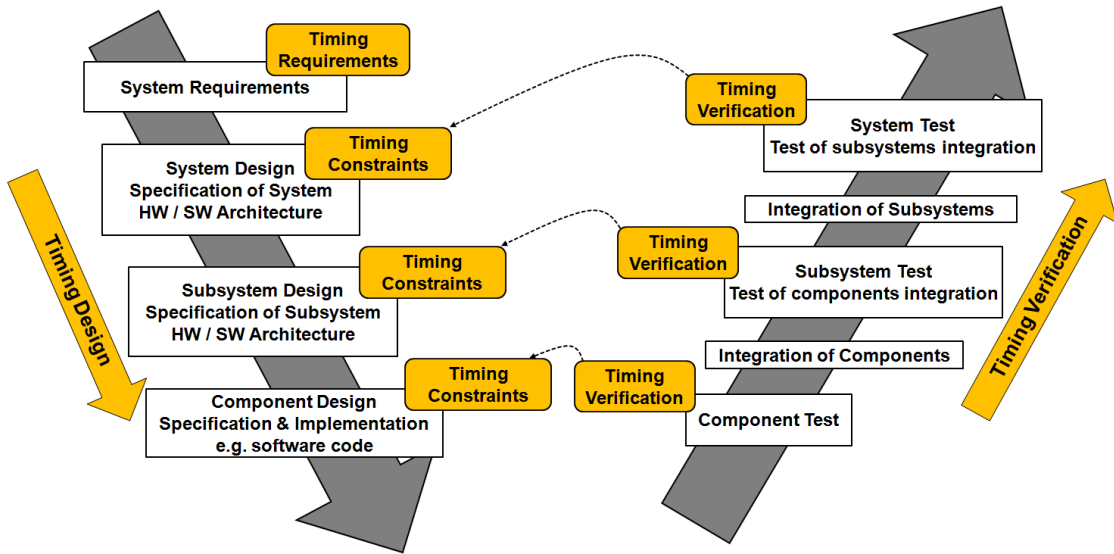 Timing
Requirements
System Requirements
Timing
Constraints
System Design
Specification of System
HW / SW Architecture
Timing
Constraints
Subsystem Design
Specification of Subsystem
HW / SW Architecture
Timing
Constraints
Component Design
Specification & Implementation
e.g. software code
Timing Design
Timing
Verification
System Test
Test of subsystems integration
Integration of Subsystems
Timing
Verification
Subsystem Test
Test of components integration
Integration of Components
Timing
Verification
Component Test
Timing Verification